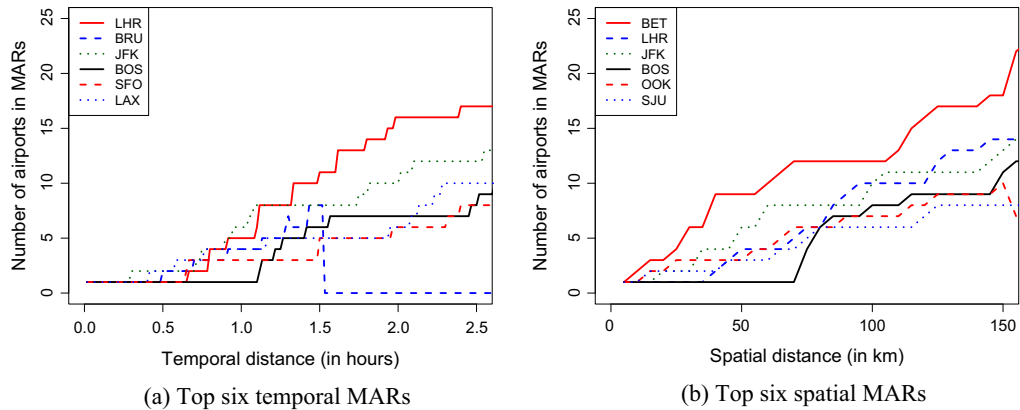 25
20
15
10
5
0
Number of airports in MARs
LHR
BRU
JFK
BOS
SFO
LAX
0.0 0.5 1.0 1.5 2.0 2.5
Temporal distance (in hours)
(a) Top six temporal MARs
25
20
15
10
5
0
Number of airports in MARs
BET
LHR
JFK
BOS
OOK
SJU
0 50 100 150
Spatial distance (in km)
(b) Top six spatial MARs